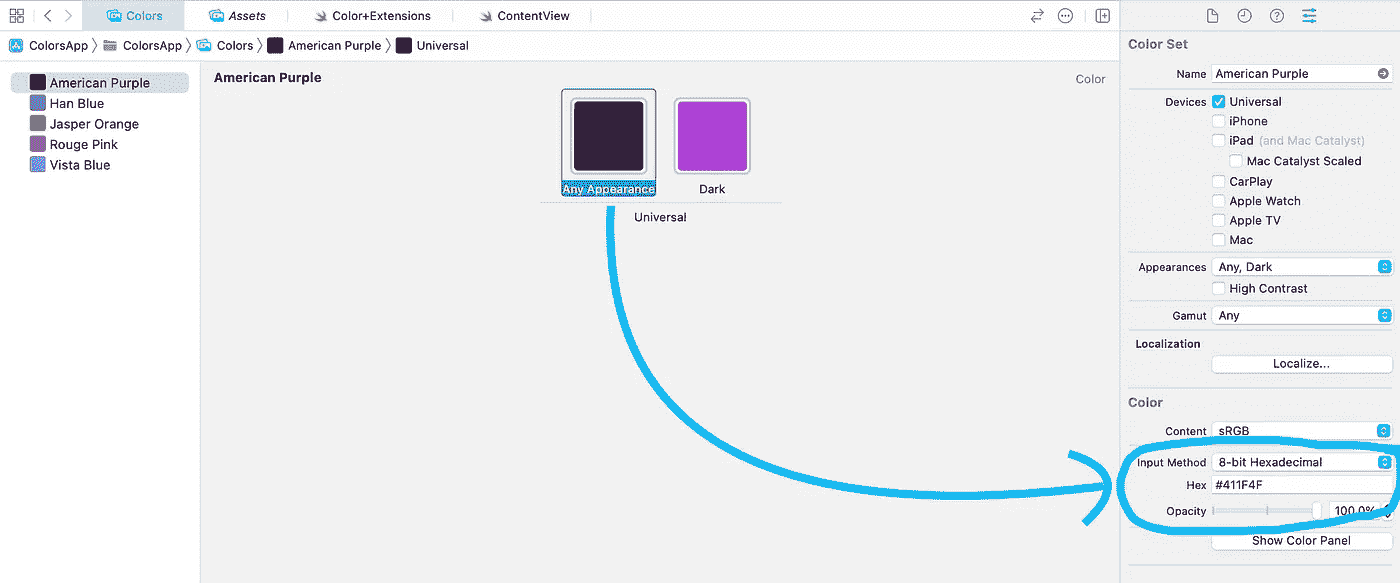 Colors Assets Color+Extensions ContentView
ColorsApp ColorsApp Colors American Purple Universal
American Purple
Han Blue
Jasper Orange
Rouge Pink
Vista Blue
American Purple
Color
Any Appearance Dark
Universal
Color Set
Name American Purple
Devices Universal
iPhone
iPad (and Mac Catalyst)
Mac Catalyst Scaled
CarPlay
Apple Watch
Apple TV
Mac
Appearances Any, Dark
High Contrast
Gamut Any
Localization
Localize...
Color
Content sRGB
Input Method 8-bit Hexadecimal
Hex #411F4F
Opacity 100.0%
Show Color Panel